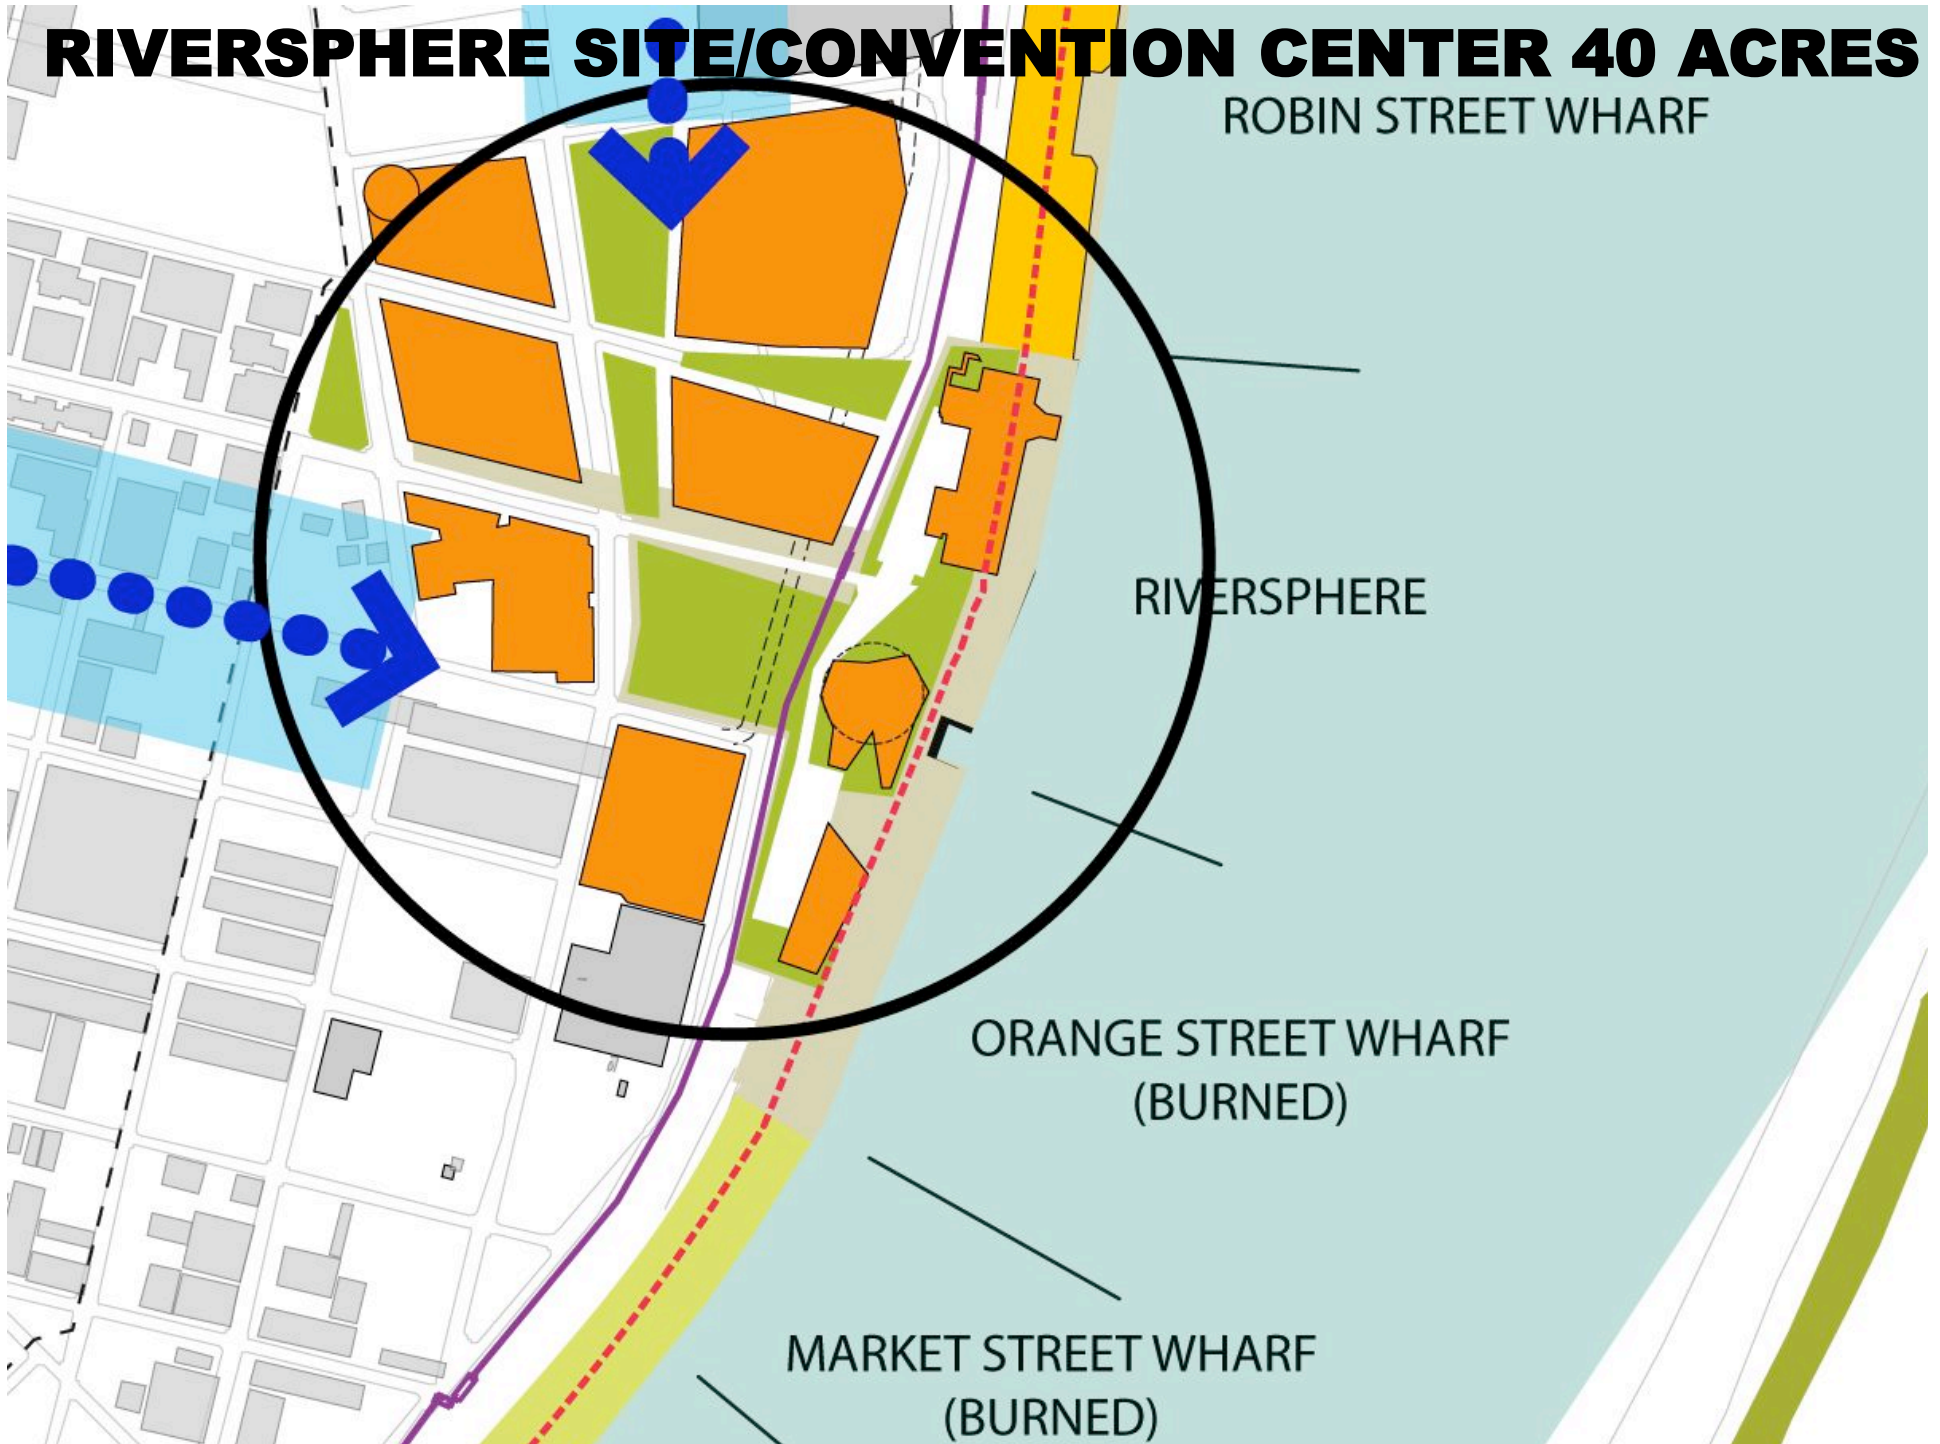 RIVERSPHERE SITE/CONVENTION CENTER 40 ACRES
ROBIN STREET WHARF
RIVERSPHERE
ORANGE STREET WHARF
(BURNED)
MARKET STREET WHARF
(BURNED)